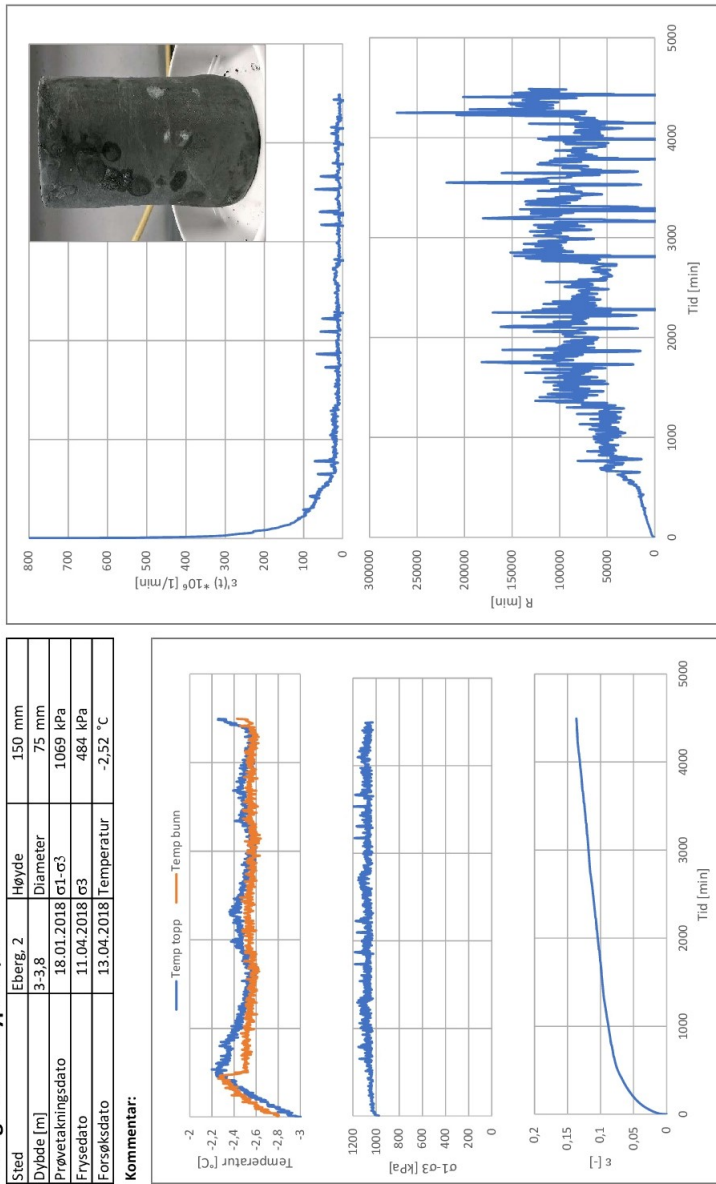 Sted Eberg, 2 Høyde 150 mm
Dybde [m] 3-3,8 Diameter 75 mm
Prøvetakningsdato 18.01.2018 σ1-σ3 1069 kPa
Frysedato 11.04.2018 σ3 484 kPa
Forsøksdato 13.04.2018 Temperatur -2,52 °C
Kommentar:
Temp topp Temp bunn
Temperatur [°C]
-2
-2,2
-2,4
-2,6
-2,8
-3
σ1-σ3 [kPa]
1200
1000
800
600
400
200
0
ε [-]
0,2
0,15
0,1
0,05
0
0 1000 2000 3000 4000 5000
Tid [min]
ε'(t) * 10⁶ [1/min]
800
700
600
500
400
300
200
100
0
R [min]
300000
250000
200000
150000
100000
50000
0
0 1000 2000 3000 4000 5000
Tid [min]